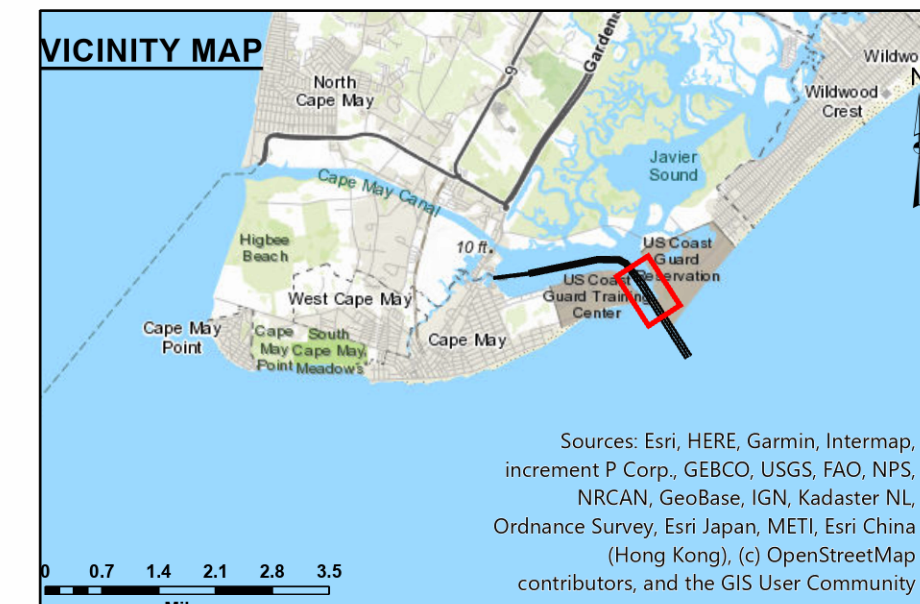 VICINITY MAP
North
Cape May
9
Gardens
Wildwo
N
Wildwood
Crest
Javier
Sound
Cape May Canal
Higbee
Beach
10 ft.
US Coast
Guard
Reservation
US Coast
Guard Training
Center
West Cape May
Cape May
Point
Cape
May
Point
South
Cape May
Meadows
Cape May
Sources: Esri, HERE, Garmin, Intermap,
increment P Corp., GEBCO, USGS, FAO, NPS,
NRCAN, GeoBase, IGN, Kadaster NL,
Ordnance Survey, Esri Japan, METI, Esri China
(Hong Kong), (c) OpenStreetMap
contributors, and the GIS User Community
0 0.7 1.4 2.1 2.8 3.5